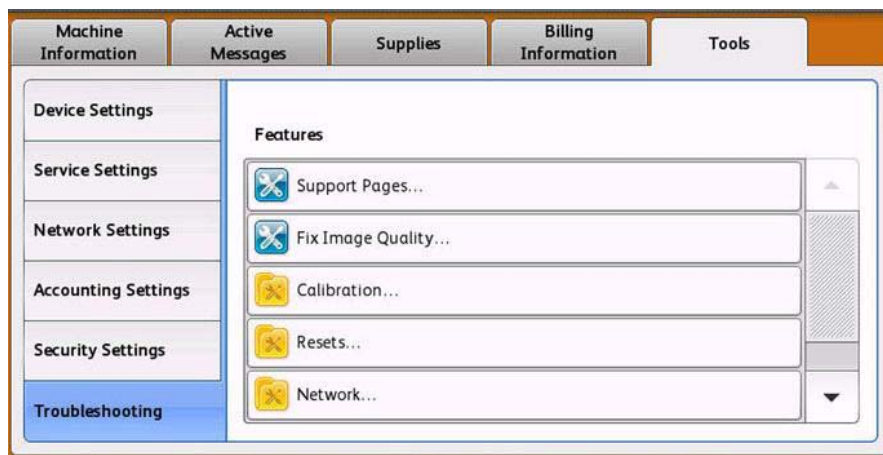 Machine
Information
Active
Messages
Supplies
Billing
Information
Tools
Device Settings
Service Settings
Network Settings
Accounting Settings
Security Settings
Troubleshooting
Features
Support Pages...
Fix Image Quality...
Calibration...
Resets...
Network...